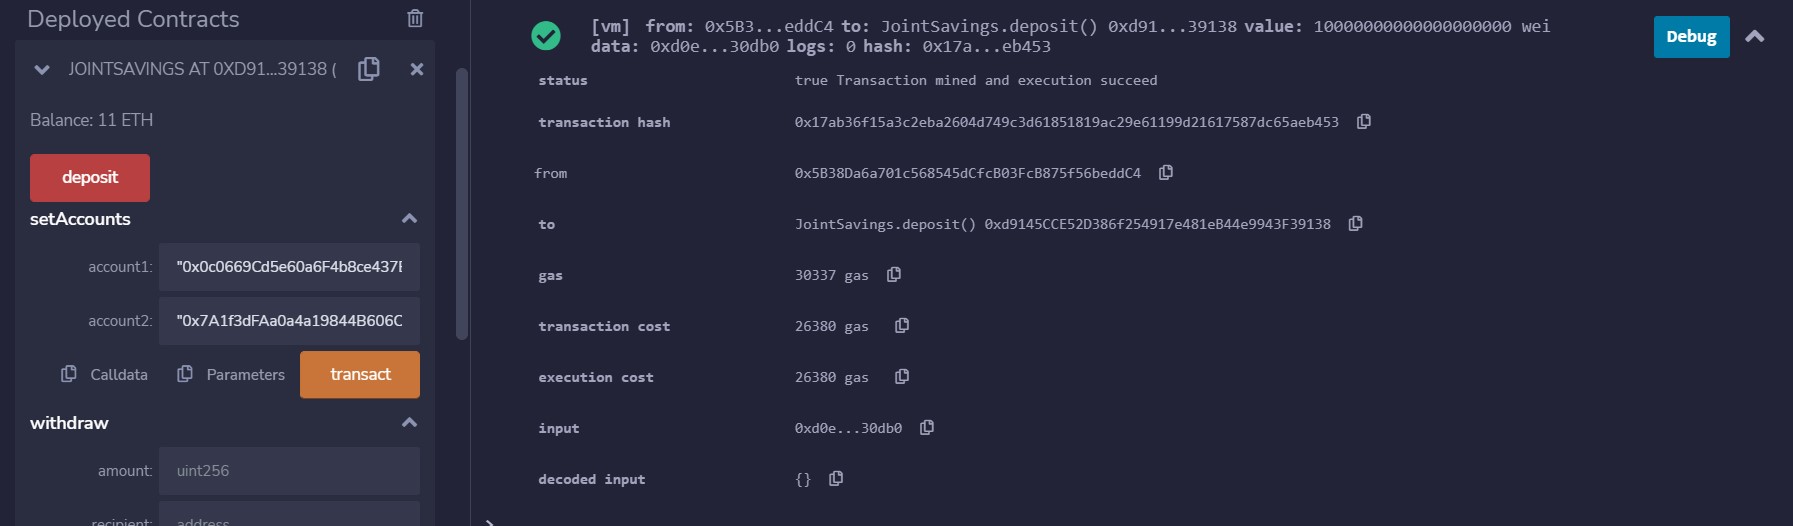 Deployed Contracts
JOINTSAVINGS AT 0XD91...39138 (
Balance: 11 ETH
deposit
setAccounts
account1: "0x0c0669Cd5e60a6F4b8ce437E
account2: "0x7A1f3dFAa0a4a19844B606C
Calldata Parameters transact
withdraw
amount: uint256
recipient: address
[vm] from: 0x5B3...eddC4 to: JointSavings.deposit() 0xd91...39138 value: 10000000000000000000 wei
data: 0xd0e...30db0 logs: 0 hash: 0x17a...eb453
Debug
status true Transaction mined and execution succeed
transaction hash 0x17ab36f15a3c2eba2604d749c3d61851819ac29e61199d21617587dc65aeb453
from 0x5B38Da6a701c568545dCfcB03FcB875f56beddC4
to JointSavings.deposit() 0xd9145CCE52D386f254917e481eB44e9943F39138
gas 30337 gas
transaction cost 26380 gas
execution cost 26380 gas
input 0xd0e...30db0
decoded input {}
>